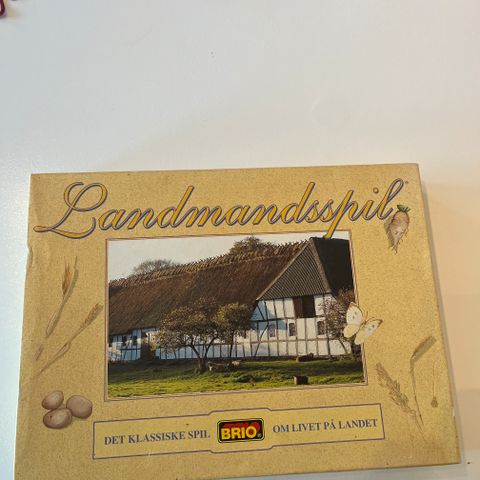 Landmandsspil
DET KLASSISKE SPIL BRIO® OM LIVET PÅ LANDET